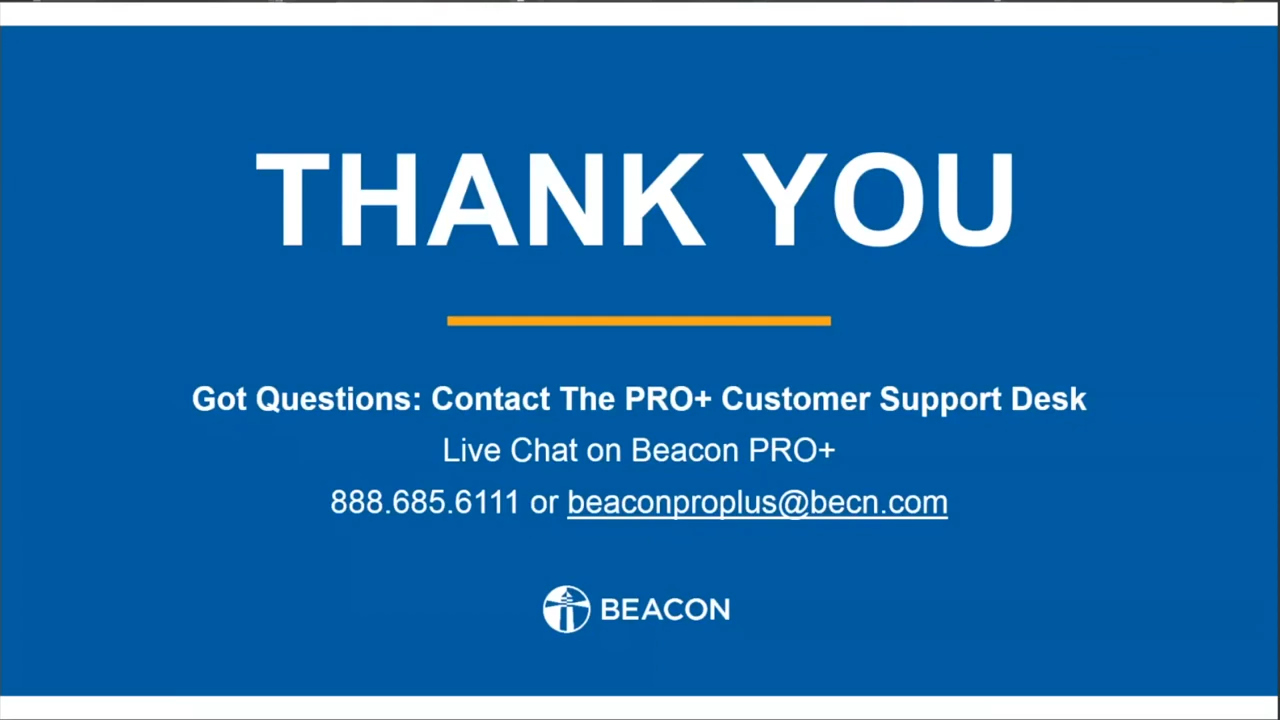 THANK YOU
Got Questions: Contact The PRO+ Customer Support Desk
Live Chat on Beacon PRO+
888.685.6111 or beaconproplus@becn.com
BEACON